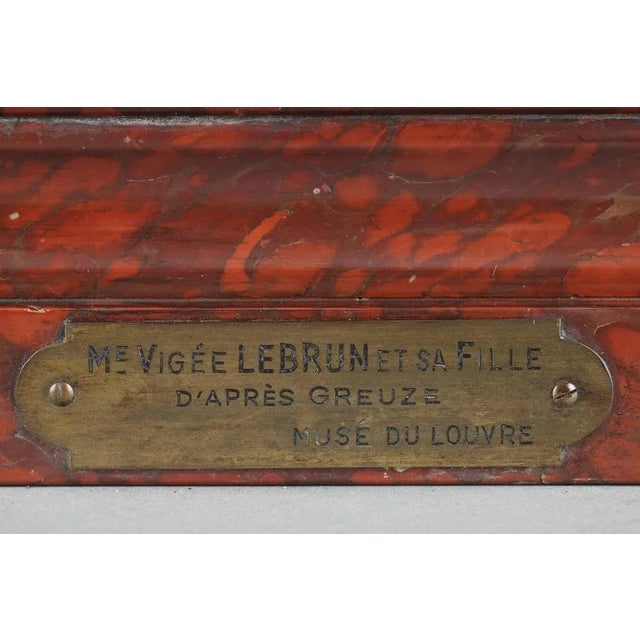 ME VIGÉE LEBRUN ET SA FILLE
D'APRÈS GREUZE
MUSÉ DU LOUVRE